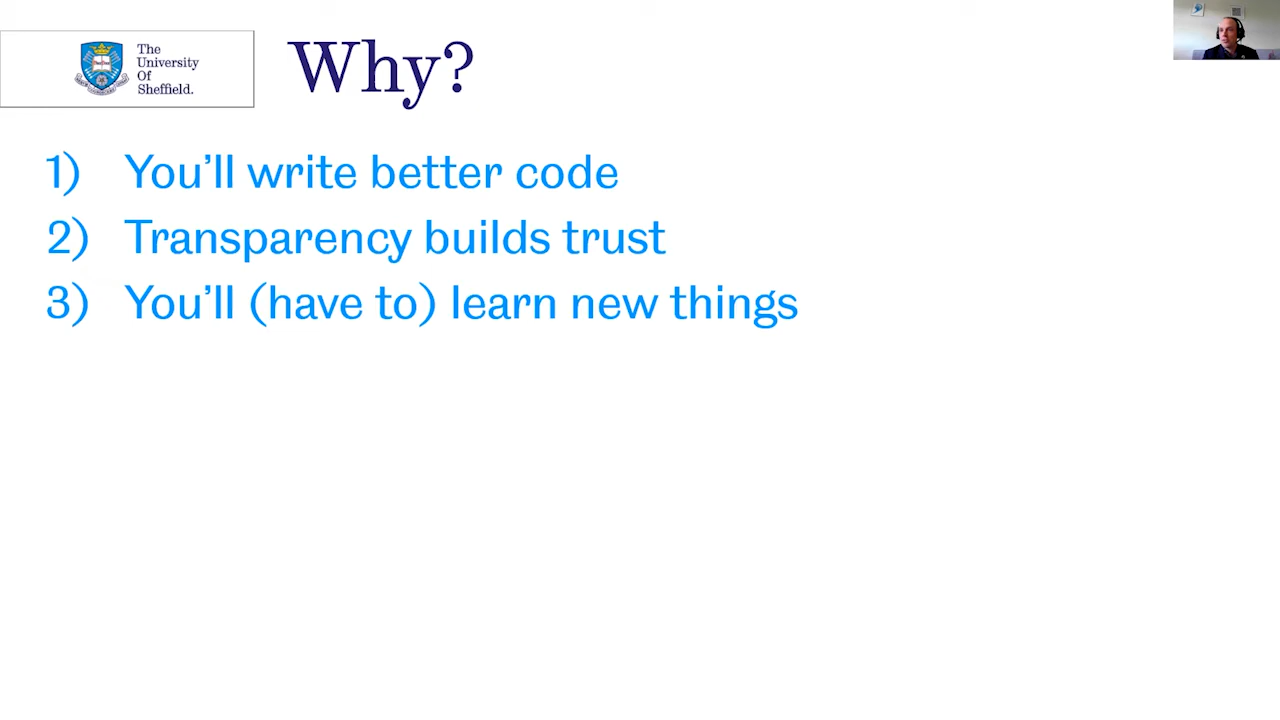 The
University
Of
Sheffield.
Why?
1) You’ll write better code
2) Transparency builds trust
3) You’ll (have to) learn new things